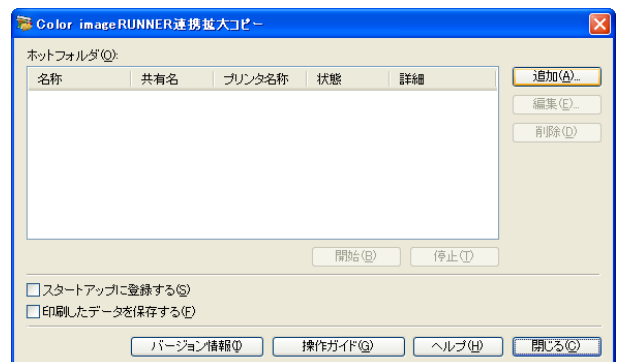 Color imageRUNNER連携拡大コピー
ホットフォルダ(O):
名称 共有名 プリンタ名称 状態 詳細
追加(A)...
編集(E)...
削除(D)
開始(B) 停止(T)
スタートアップに登録する(S)
印刷したデータを保存する(F)
バージョン情報(I) 操作ガイド(G) ヘルプ(H) 閉じる(C)